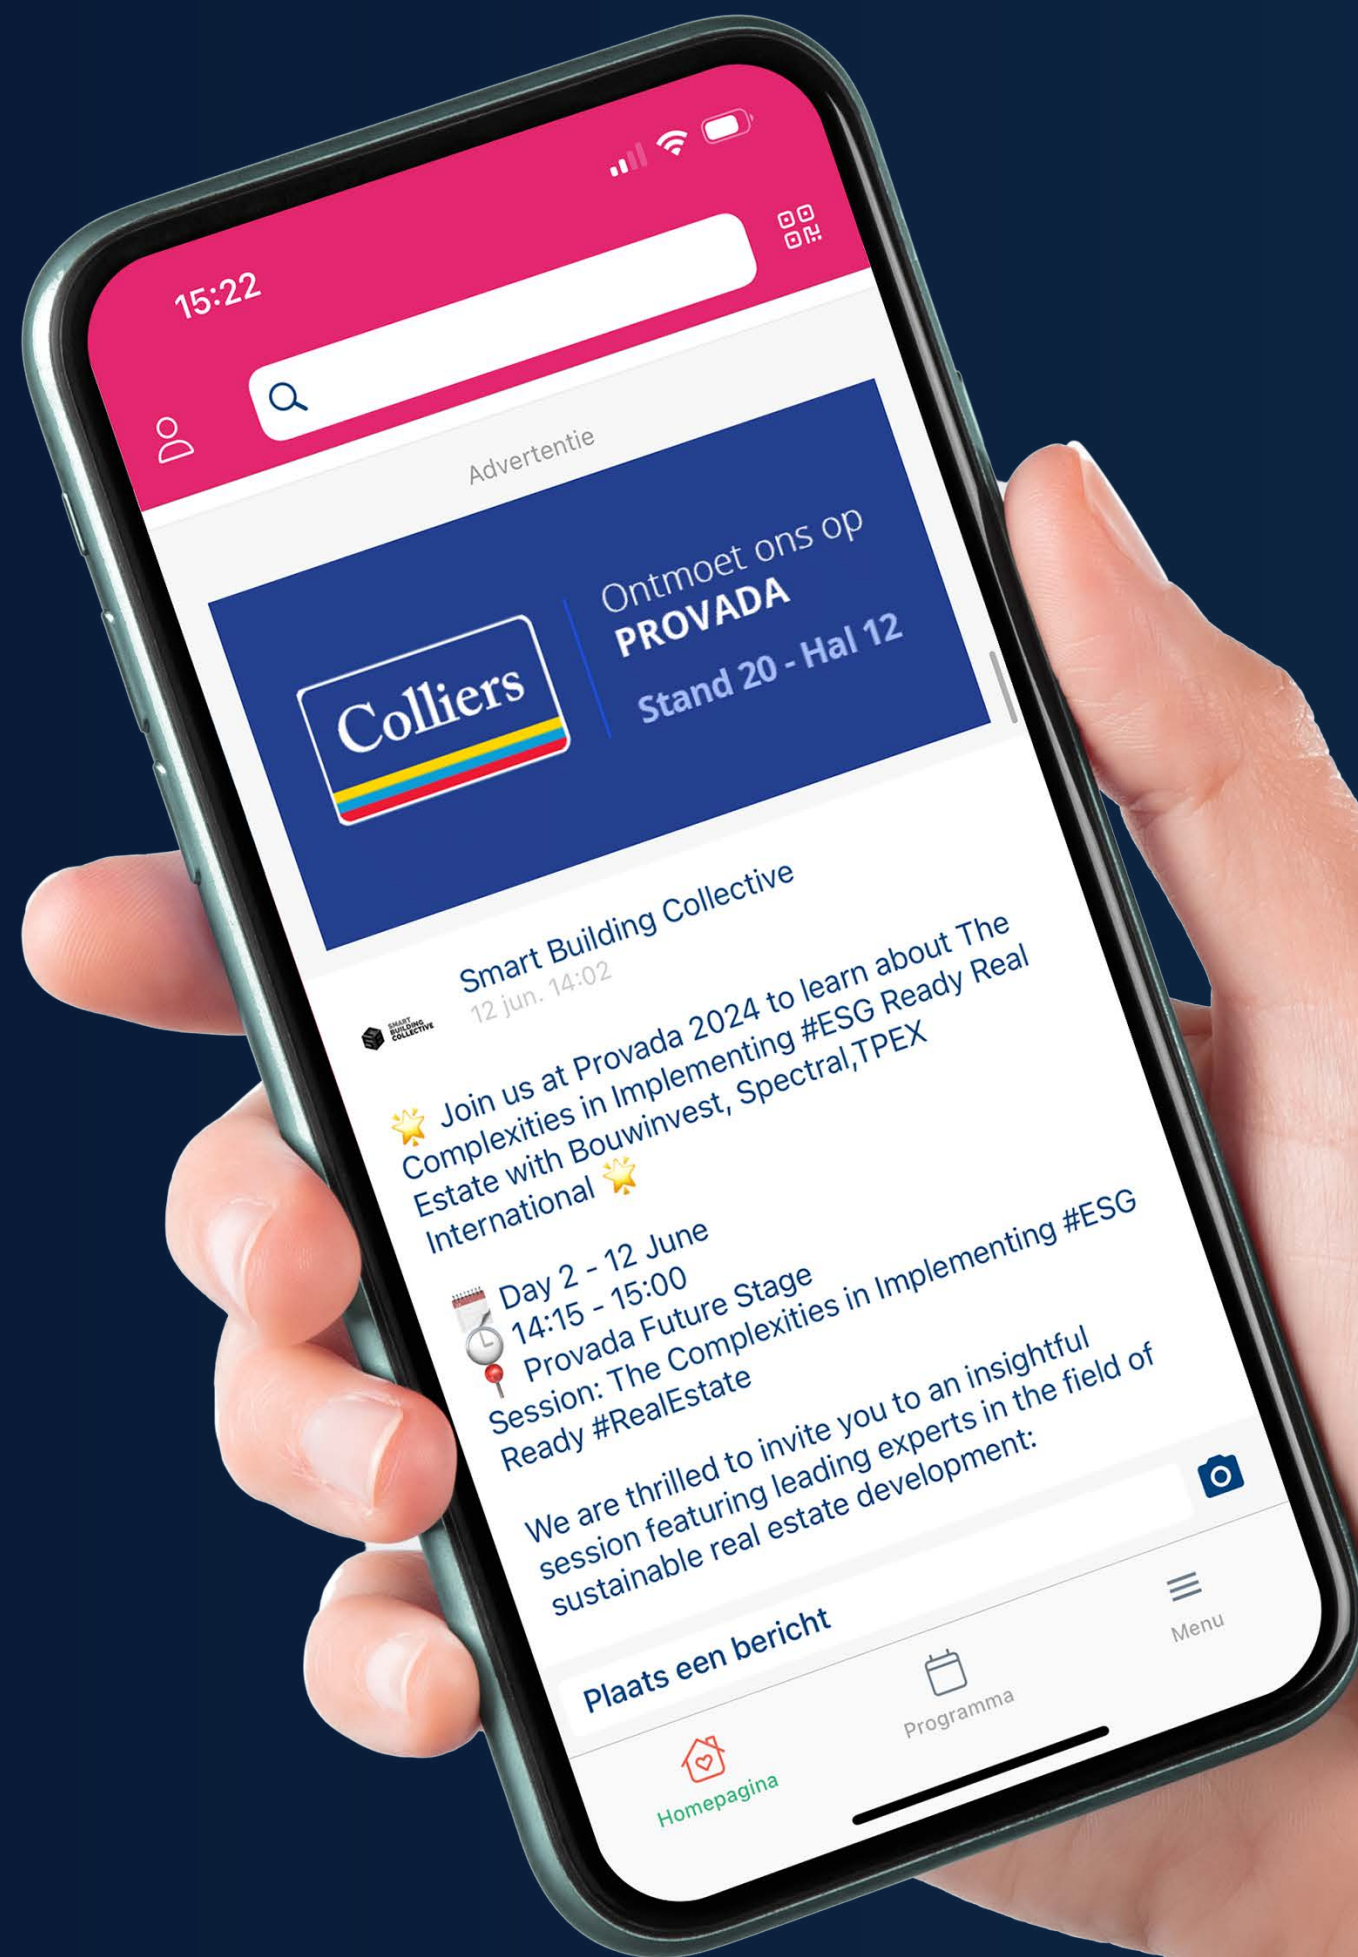 15:22
Advertentie
Colliers
Ontmoet ons op
PROVADA
Stand 20 - Hal 12
SMART
BUILDING
COLLECTIVE
Smart Building Collective
12 jun. 14:02
🌟 Join us at Provada 2024 to learn about The
Complexities in Implementing #ESG Ready Real
Estate with Bouwinvest, Spectral,TPEX
International 🌟
🗓 Day 2 - 12 June
🕒 14:15 - 15:00
📍 Provada Future Stage
Session: The Complexities in Implementing #ESG
Ready #RealEstate
We are thrilled to invite you to an insightful
session featuring leading experts in the field of
sustainable real estate development:
Plaats een bericht
Homepagina
Programma
Menu